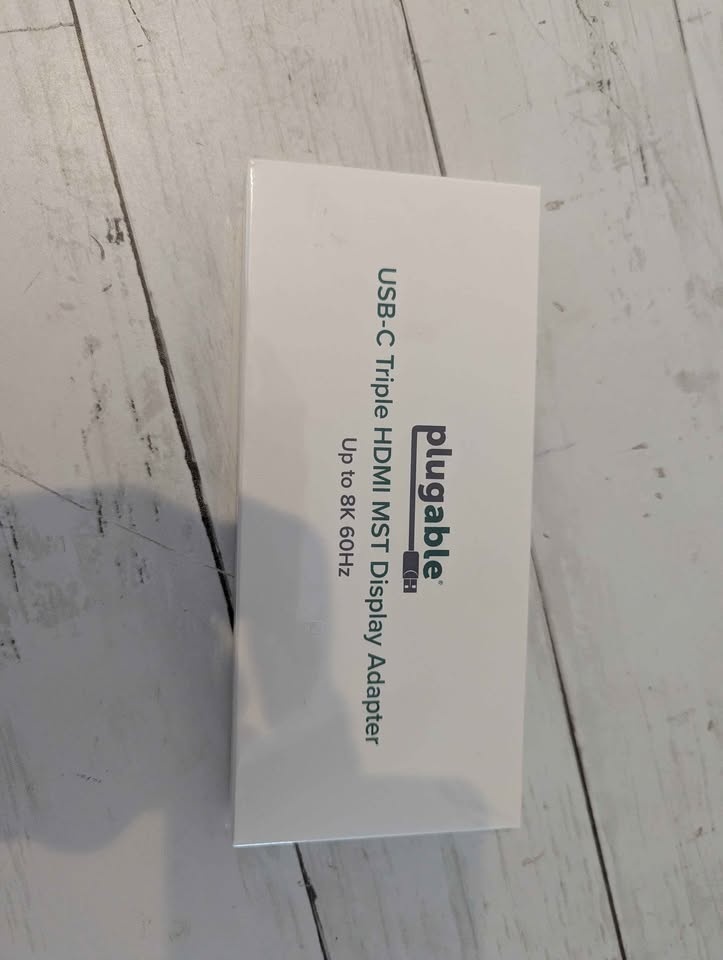 plugable®
USB-C Triple HDMI MST Display Adapter
Up to 8K 60Hz